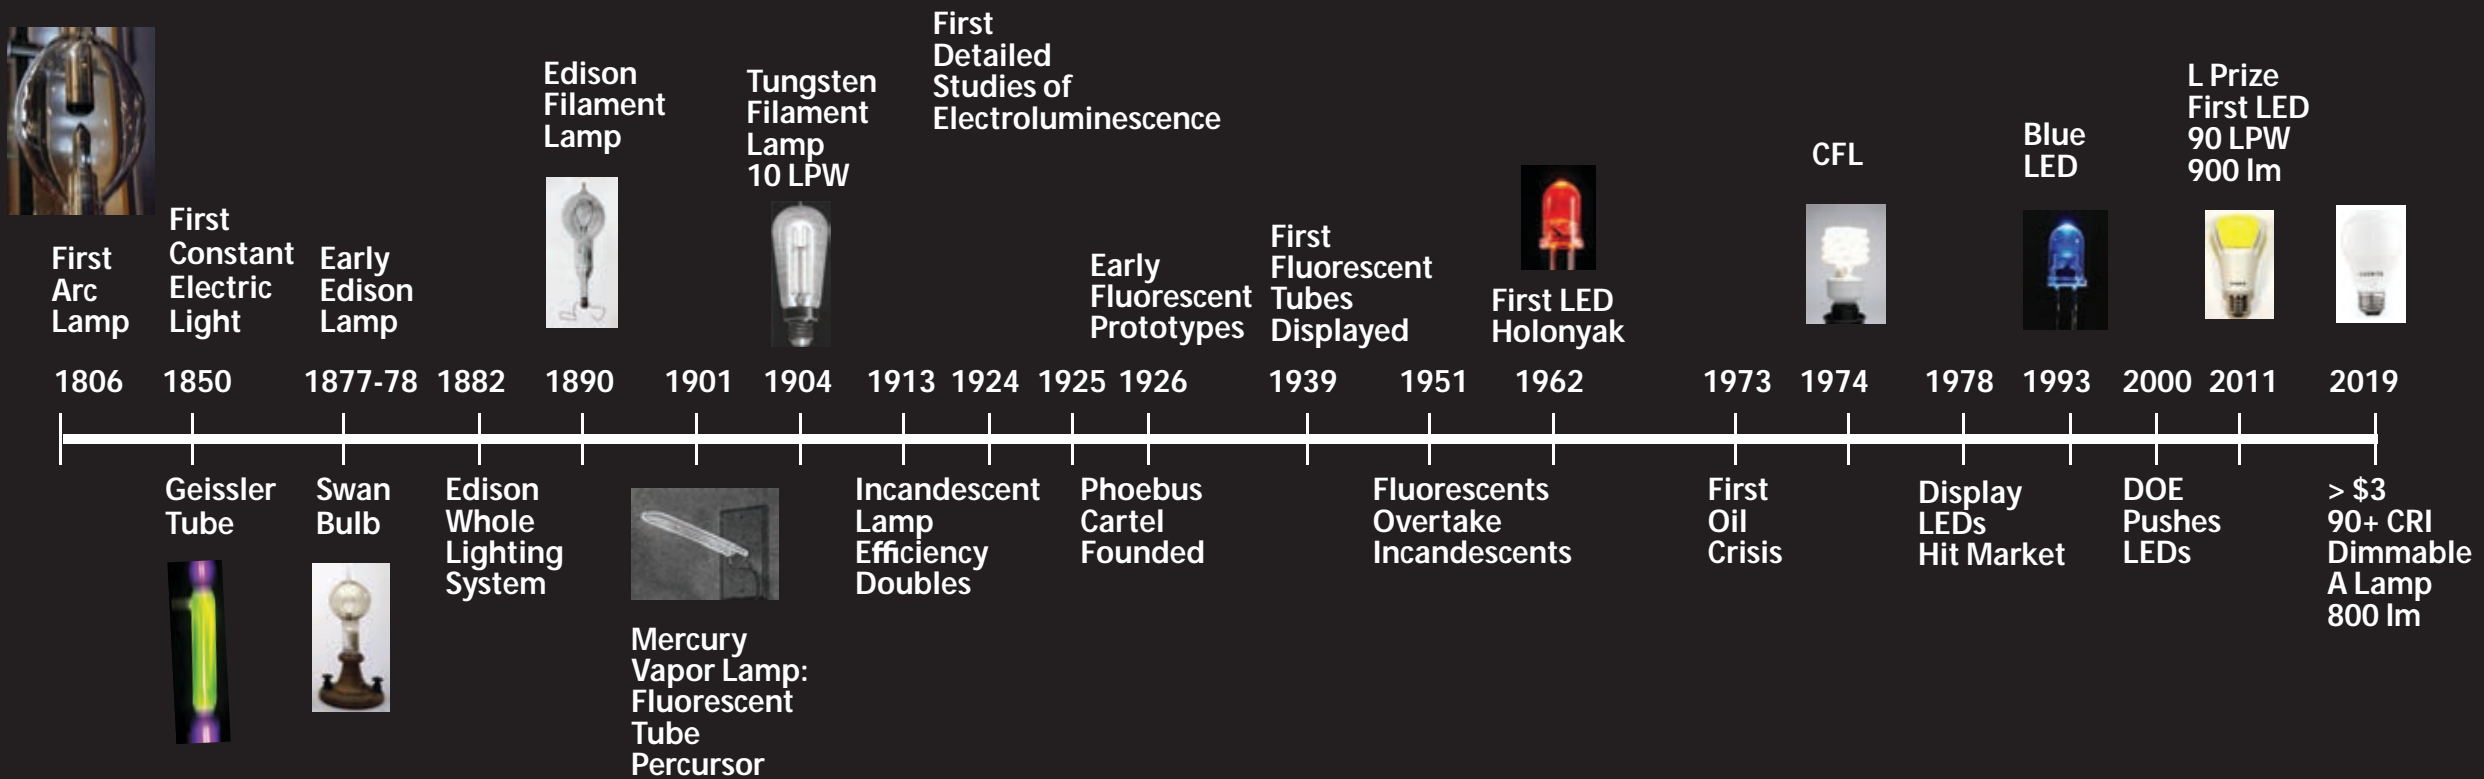 First
Arc
Lamp
First
Constant
Electric
Light
Early
Edison
Lamp
Edison
Filament
Lamp
Tungsten
Filament
Lamp
10 LPW
First
Detailed
Studies of
Electroluminescence
Early
Fluorescent
Prototypes
First
Fluorescent
Tubes
Displayed
First LED
Holonyak
CFL
Blue
LED
L Prize
First LED
90 LPW
900 lm
1806 1850 1877-78 1882 1890 1901 1904 1913 1924 1925 1926 1939 1951 1962 1973 1974 1978 1993 2000 2011 2019
Geissler
Tube
Swan
Bulb
Edison
Whole
Lighting
System
Mercury
Vapor Lamp:
Fluorescent
Tube
Percursor
Incandescent
Lamp
Efficiency
Doubles
Phoebus
Cartel
Founded
Fluorescents
Overtake
Incandescents
First
Oil
Crisis
Display
LEDs
Hit Market
DOE
Pushes
LEDs
> $3
90+ CRI
Dimmable
A Lamp
800 lm